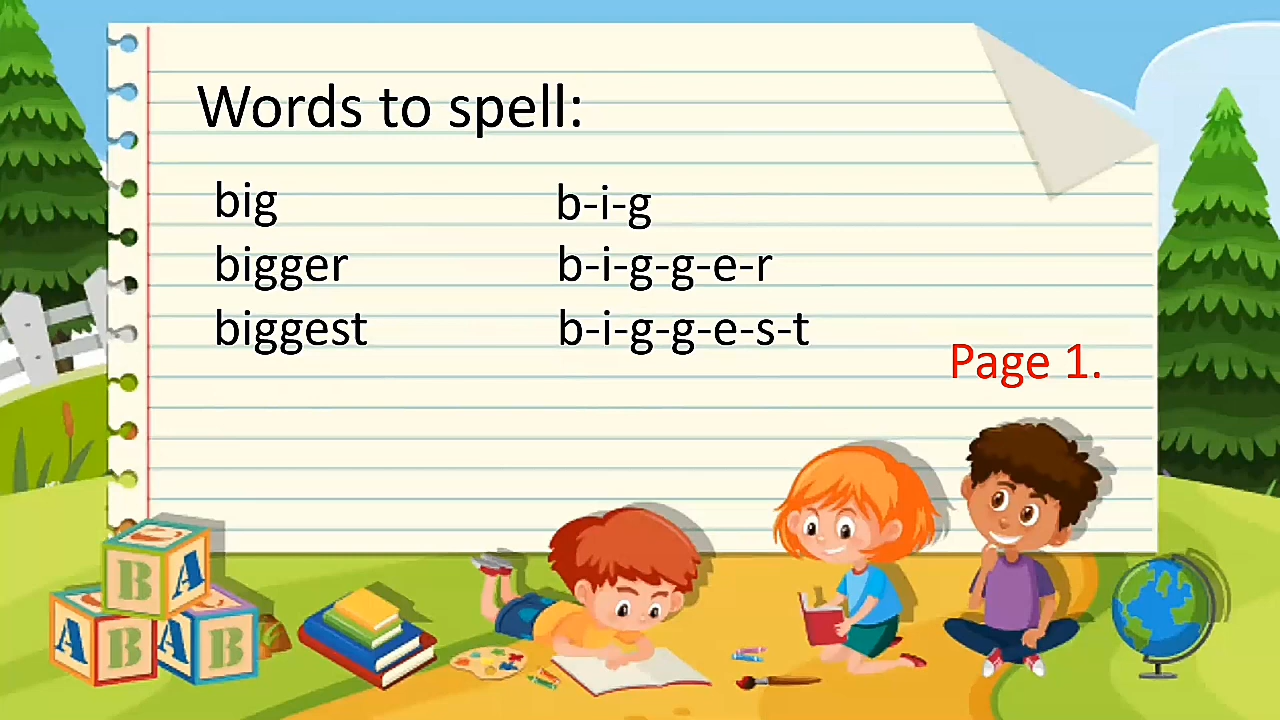 Words to spell:
big b-i-g
bigger b-i-g-g-e-r
biggest b-i-g-g-e-s-t
Page 1.
B A
A B A B